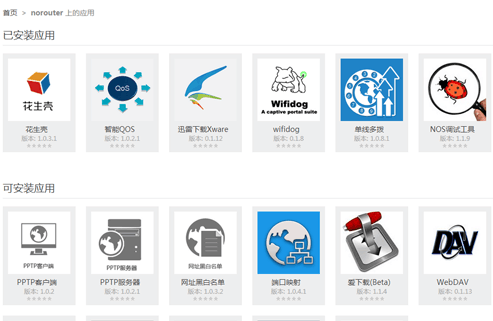 首页 > norouter 上的应用
已安装应用
花生壳
QoS
Wifidog
A captive portal suite
花生壳 智能QOS 迅雷下载Xware wifidog 单线多拨 NOS调试工具
版本: 1.0.3.1 版本: 1.0.2.1 版本: 0.1.12 版本: 0.1.8 版本: 1.0.8.1 版本: 1.1.9
可安装应用
PPTP客户端 PPTP服务器 网址黑白名单 DAV
PPTP客户端 PPTP服务器 网址黑白名单 端口映射 爱下载(Beta) WebDAV
版本: 1.0.2 版本: 1.0.2.1 版本: 1.0.3.2 版本: 1.0.4.1 版本: 1.1.4 版本: 0.1.12